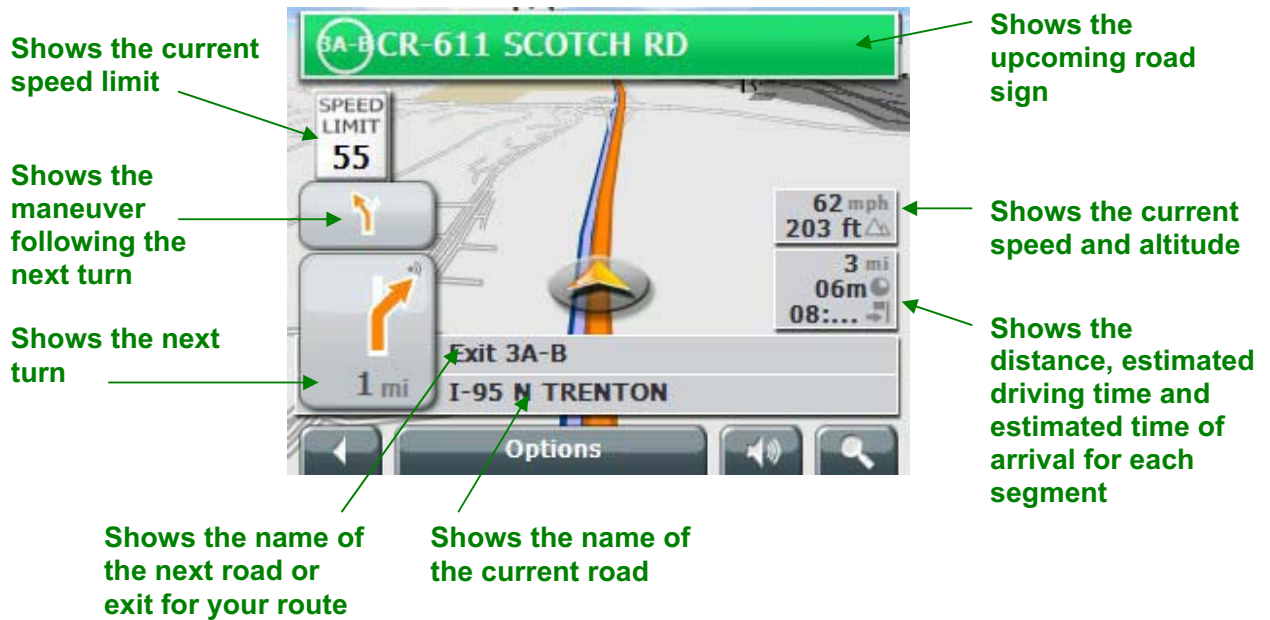 Shows the current
speed limit
Shows the
maneuver
following the
next turn
Shows the next
turn
3A-B CR-611 SCOTCH RD
SPEED
LIMIT
55
62 mph
203 ft
3 mi
06m
08:...
1 mi
Exit 3A-B
I-95 N TRENTON
Options
Shows the
upcoming road
sign
Shows the current
speed and altitude
Shows the
distance, estimated
driving time and
estimated time of
arrival for each
segment
Shows the name of
the next road or
exit for your route
Shows the name of
the current road